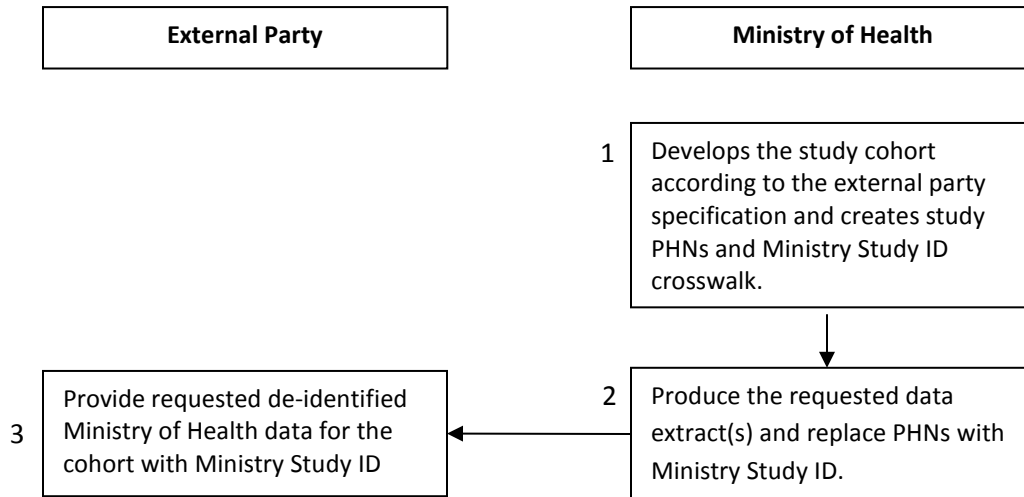 External Party
Ministry of Health
1
Develops the study cohort
according to the external party
specification and creates study
PHNs and Ministry Study ID
crosswalk.
2
Produce the requested data
extract(s) and replace PHNs with
Ministry Study ID.
3
Provide requested de-identified
Ministry of Health data for the
cohort with Ministry Study ID